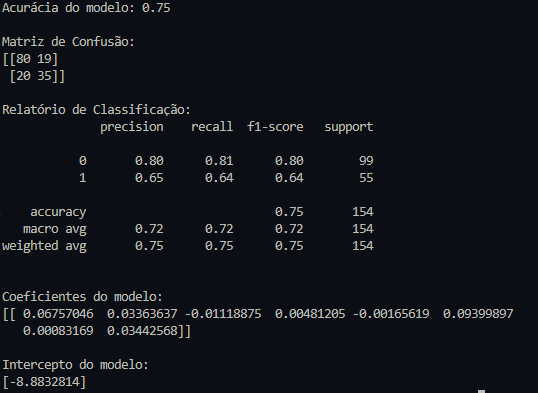 Acurácia do modelo: 0.75
Matriz de Confusão:
[[80 19]
 [20 35]]
Relatório de Classificação:
              precision    recall  f1-score   support
           0       0.80      0.81      0.80        99
           1       0.65      0.64      0.64        55
    accuracy                           0.75       154
   macro avg       0.72      0.72      0.72       154
weighted avg       0.75      0.75      0.75       154
Coeficientes do modelo:
[[ 0.06757046  0.03363637 -0.01118875  0.00481205 -0.00165619  0.09399897
   0.00083169  0.03442568]]
Intercepto do modelo:
[-8.8832814]